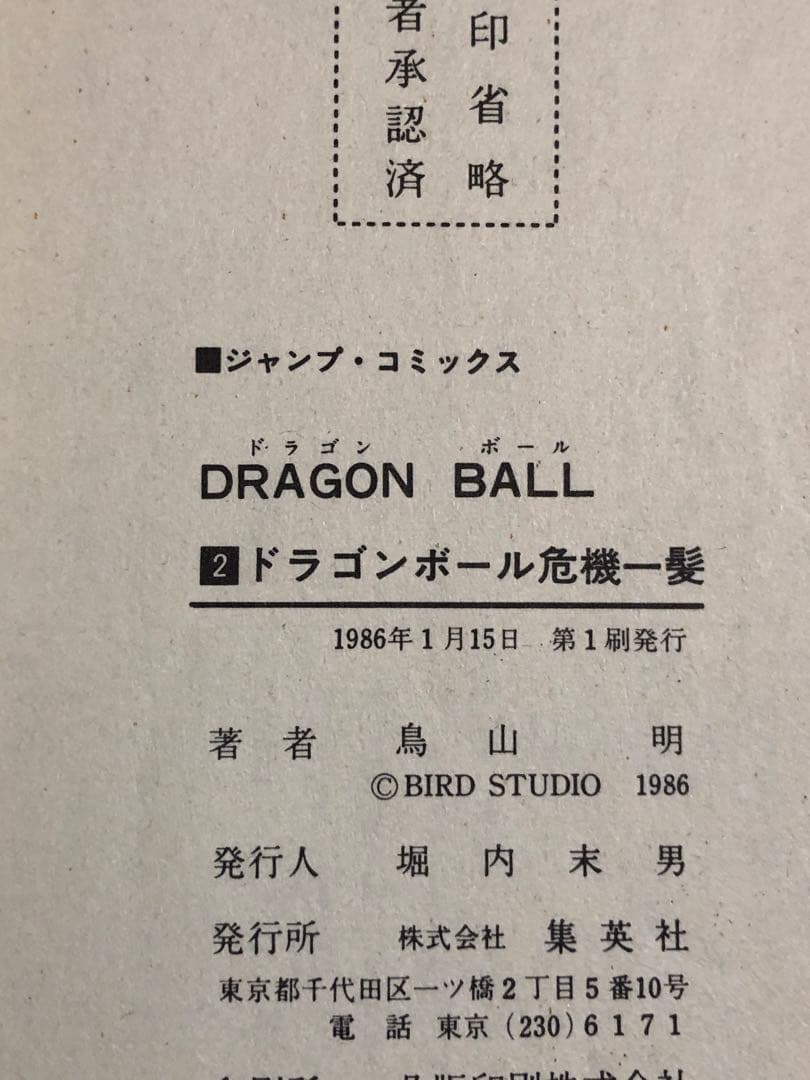 印省略
者承認済
■ジャンプ・コミックス
ドラゴン ボール
DRAGON BALL
2 ドラゴンボール危機一髪
1986年1月15日 第1刷発行
著者 鳥山 明
©BIRD STUDIO 1986
発行人 堀内末男
発行所 株式会社 集英社
東京都千代田区一ツ橋2丁目5番10号
電話 東京(230)6171